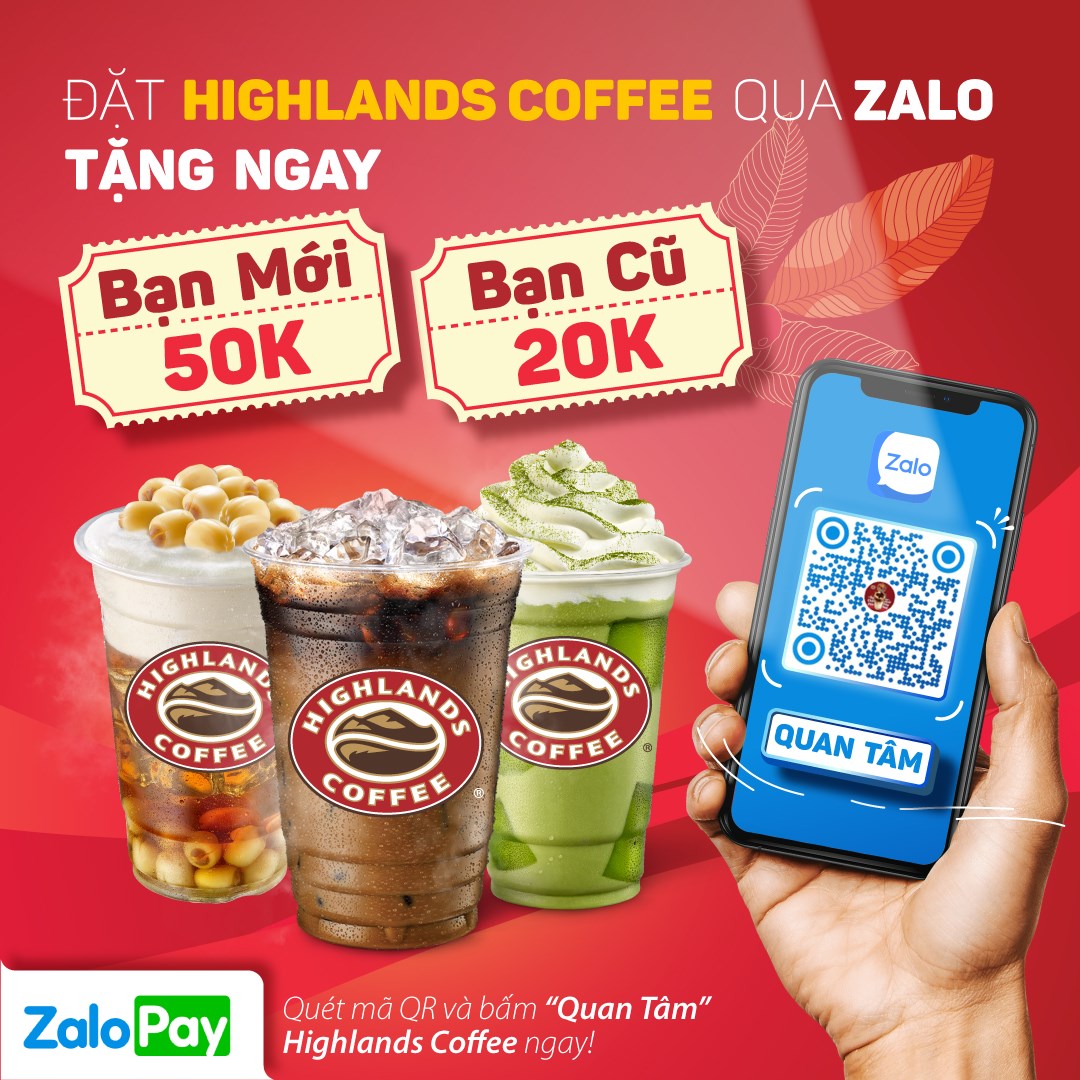 ĐẶT HIGHLANDS COFFEE QUA ZALO
TẶNG NGAY
Bạn Mới
50K
Bạn Cũ
20K
Zalo
QUAN TÂM
HIGHLANDS
COFFEE
HIGHLANDS
COFFEE
®
HIGHLANDS
COFFEE
®
ZaloPay
Quét mã QR và bấm “Quan Tâm”
Highlands Coffee ngay!